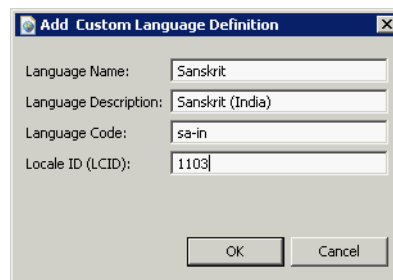 Add Custom Language Definition
Language Name: Sanskrit
Language Description: Sanskrit (India)
Language Code: sa-in
Locale ID (LCID): 1103
OK Cancel